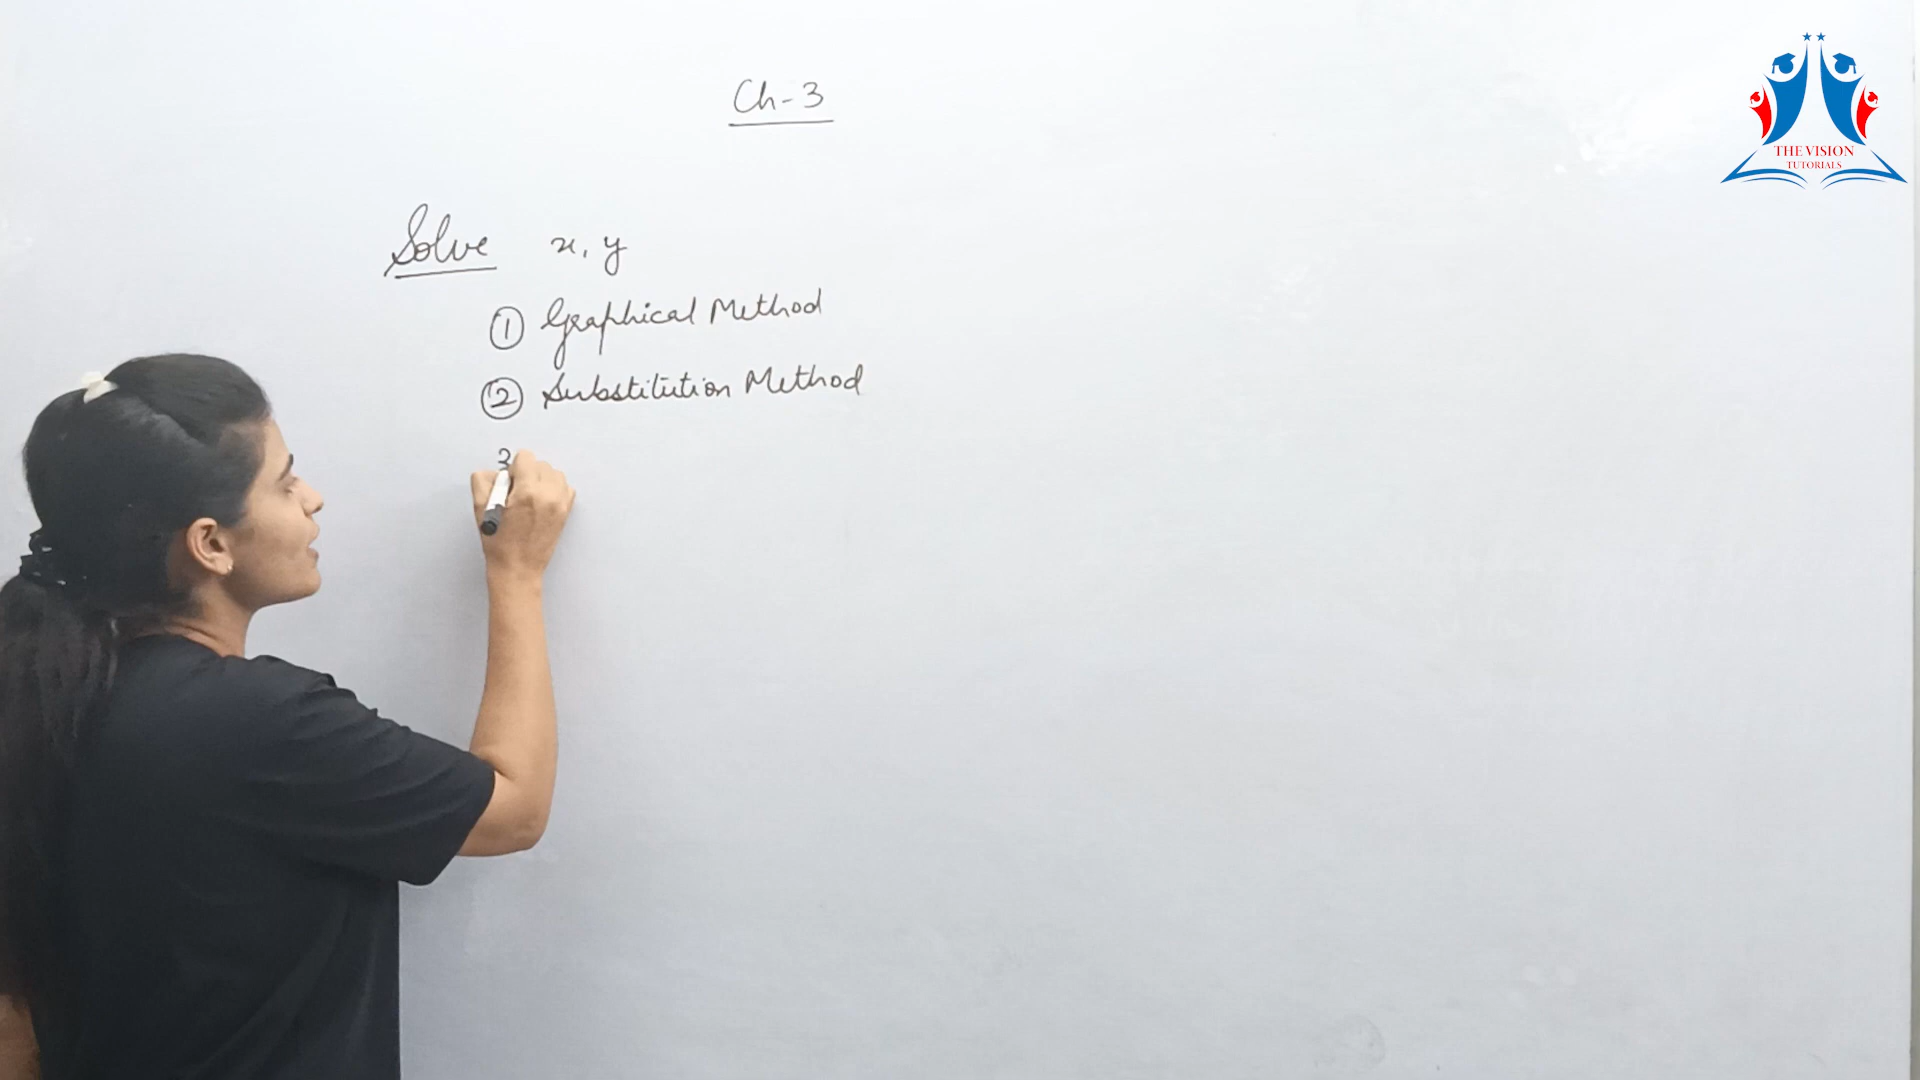 Ch-3
THE VISION
TUTORIALS
Solve x, y
① Graphical Method
② Substitution Method
3